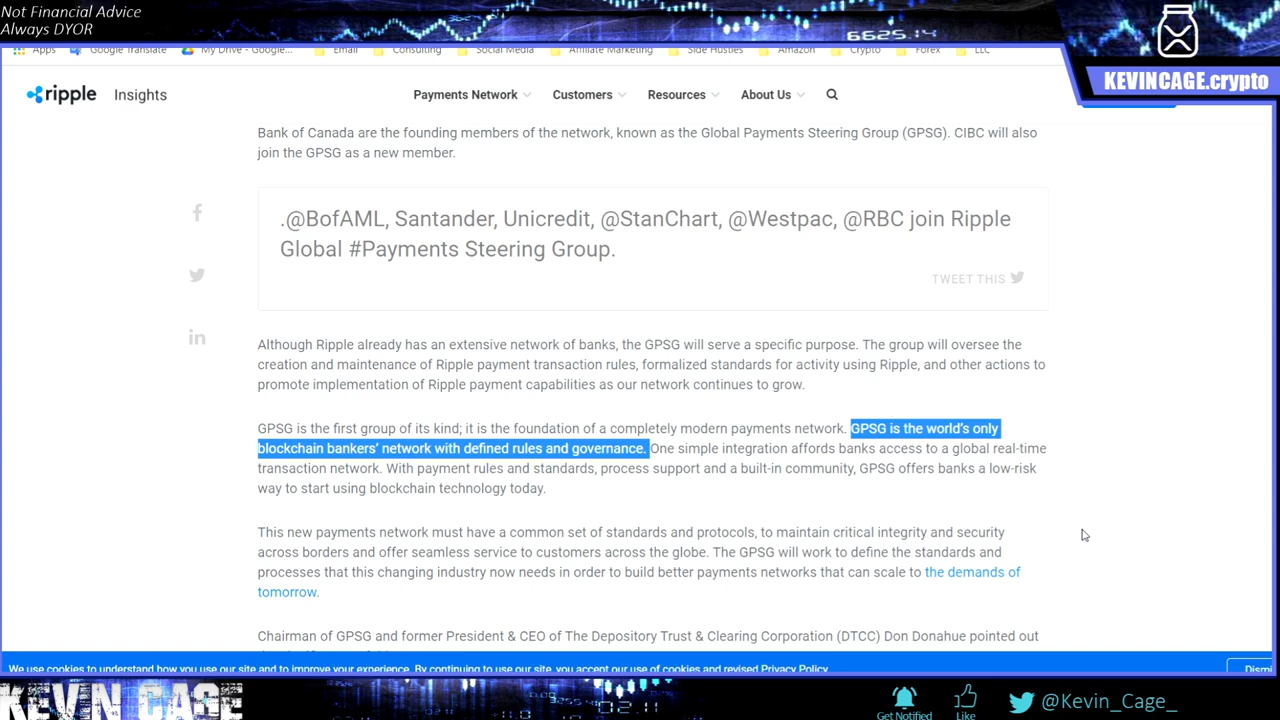 Not Financial Advice
Always DYOR
6625.14
Apps Google Translate My Drive - Google... Email Consulting Social Media Affiliate Marketing Side Hustles Amazon Crypto Forex LLC
KEVINCAGE.crypto
ripple Insights Payments Network Customers Resources About Us
Bank of Canada are the founding members of the network, known as the Global Payments Steering Group (GPSG). CIBC will also
join the GPSG as a new member.
.@BofAML, Santander, Unicredit, @StanChart, @Westpac, @RBC join Ripple
Global #Payments Steering Group.
TWEET THIS
Although Ripple already has an extensive network of banks, the GPSG will serve a specific purpose. The group will oversee the
creation and maintenance of Ripple payment transaction rules, formalized standards for activity using Ripple, and other actions to
promote implementation of Ripple payment capabilities as our network continues to grow.
GPSG is the first group of its kind; it is the foundation of a completely modern payments network. GPSG is the world's only
blockchain bankers' network with defined rules and governance. One simple integration affords banks access to a global real-time
transaction network. With payment rules and standards, process support and a built-in community, GPSG offers banks a low-risk
way to start using blockchain technology today.
This new payments network must have a common set of standards and protocols, to maintain critical integrity and security
across borders and offer seamless service to customers across the globe. The GPSG will work to define the standards and
processes that this changing industry now needs in order to build better payments networks that can scale to the demands of
tomorrow.
Chairman of GPSG and former President & CEO of The Depository Trust & Clearing Corporation (DTCC) Don Donahue pointed out
We use cookies to understand how you use our site and to improve your experience. By continuing to use our site, you accept our use of cookies and revised Privacy Policy.
Dismi
KEVIN CAGE
Get Notified
Like
@Kevin_Cage_